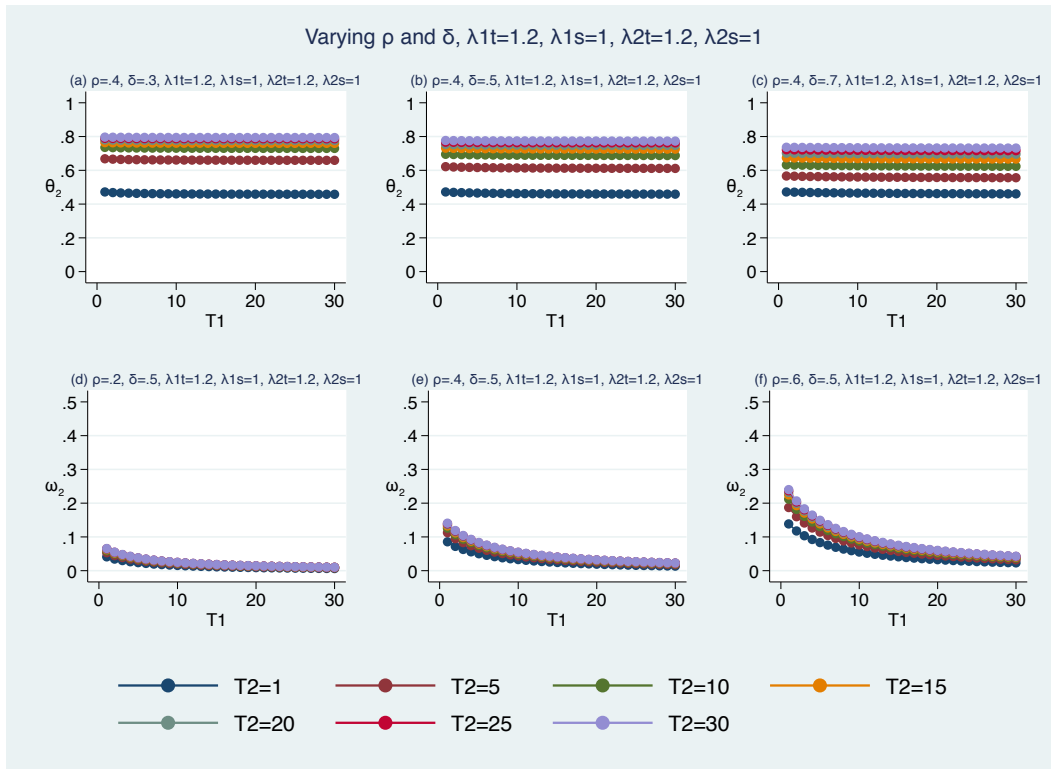 Varying ρ and δ, λ1t=1.2, λ1s=1, λ2t=1.2, λ2s=1
(a) ρ=.4, δ=.3, λ1t=1.2, λ1s=1, λ2t=1.2, λ2s=1
1
.8
.6
.4
.2
0
θ2
0 10 20 30
T1
(b) ρ=.4, δ=.5, λ1t=1.2, λ1s=1, λ2t=1.2, λ2s=1
1
.8
.6
.4
.2
0
θ2
0 10 20 30
T1
(c) ρ=.4, δ=.7, λ1t=1.2, λ1s=1, λ2t=1.2, λ2s=1
1
.8
.6
.4
.2
0
θ2
0 10 20 30
T1
(d) ρ=.2, δ=.5, λ1t=1.2, λ1s=1, λ2t=1.2, λ2s=1
.5
.4
.3
.2
.1
0
ω2
0 10 20 30
T1
(e) ρ=.4, δ=.5, λ1t=1.2, λ1s=1, λ2t=1.2, λ2s=1
.5
.4
.3
.2
.1
0
ω2
0 10 20 30
T1
(f) ρ=.6, δ=.5, λ1t=1.2, λ1s=1, λ2t=1.2, λ2s=1
.5
.4
.3
.2
.1
0
ω2
0 10 20 30
T1
T2=1 T2=5 T2=10 T2=15
T2=20 T2=25 T2=30